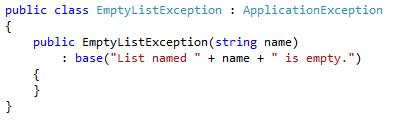 public class EmptyListException : ApplicationException
{
    public EmptyListException(string name)
        : base("List named " + name + " is empty.")
    {
    }
}